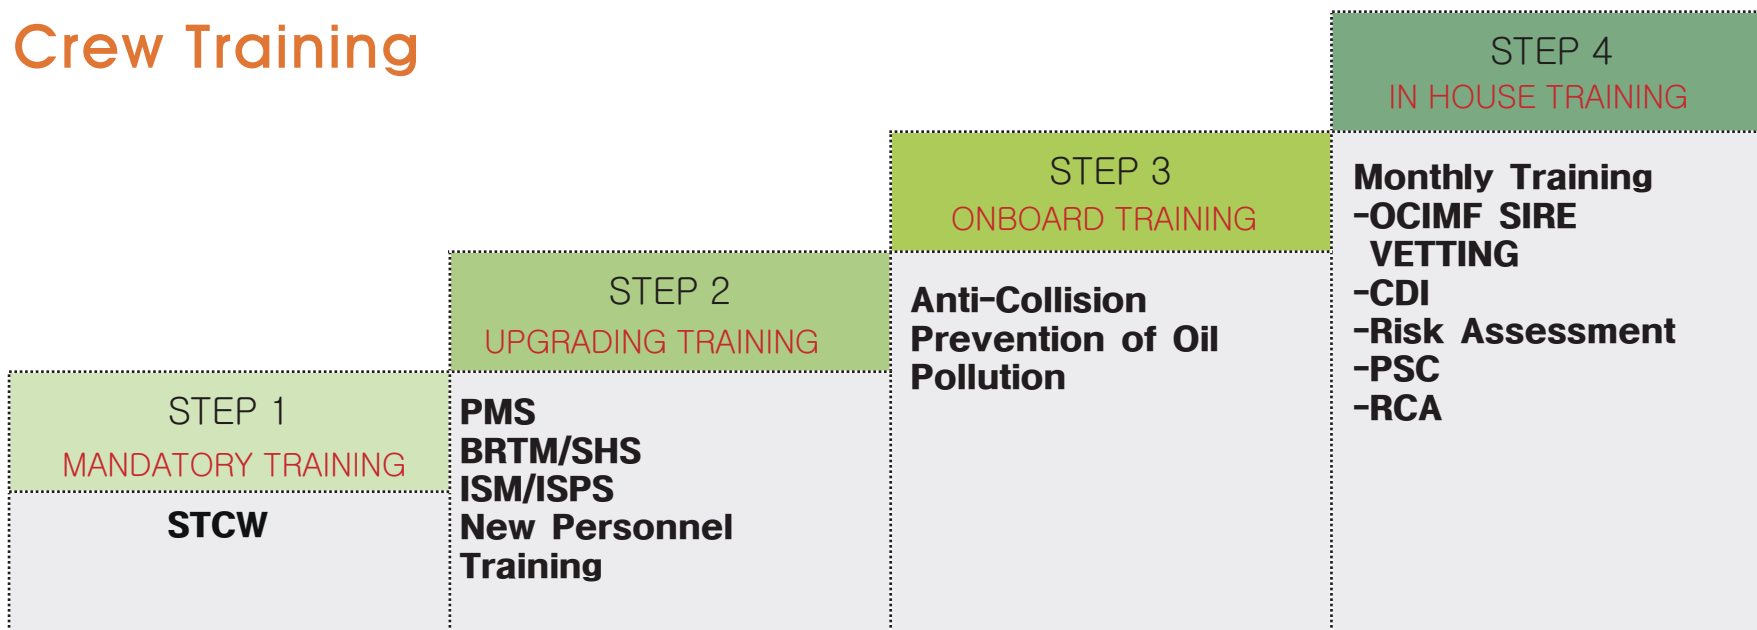 Crew Training
STEP 1
MANDATORY TRAINING
STCW
STEP 2
UPGRADING TRAINING
PMS
BRTM/SHS
ISM/ISPS
New Personnel
Training
STEP 3
ONBOARD TRAINING
Anti-Collision
Prevention of Oil
Pollution
STEP 4
IN HOUSE TRAINING
Monthly Training
-OCIMF SIRE
VETTING
-CDI
-Risk Assessment
-PSC
-RCA